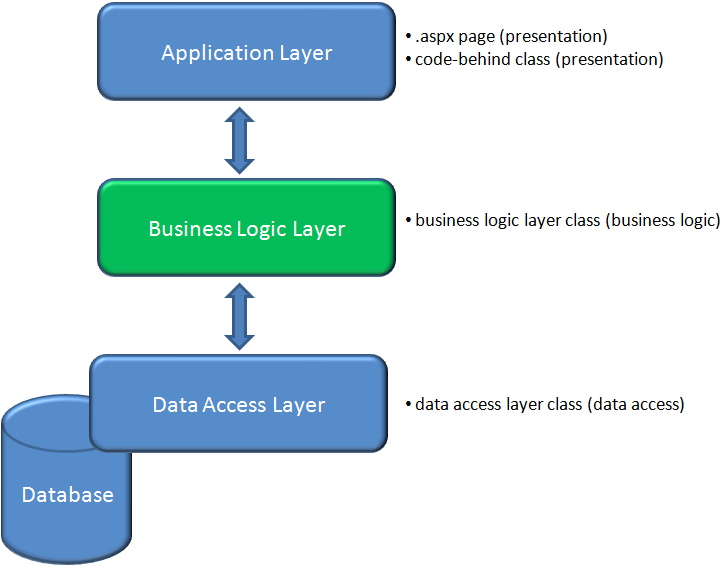 Application Layer
• .aspx page (presentation)
• code-behind class (presentation)
Business Logic Layer
• business logic layer class (business logic)
Data Access Layer
• data access layer class (data access)
Database